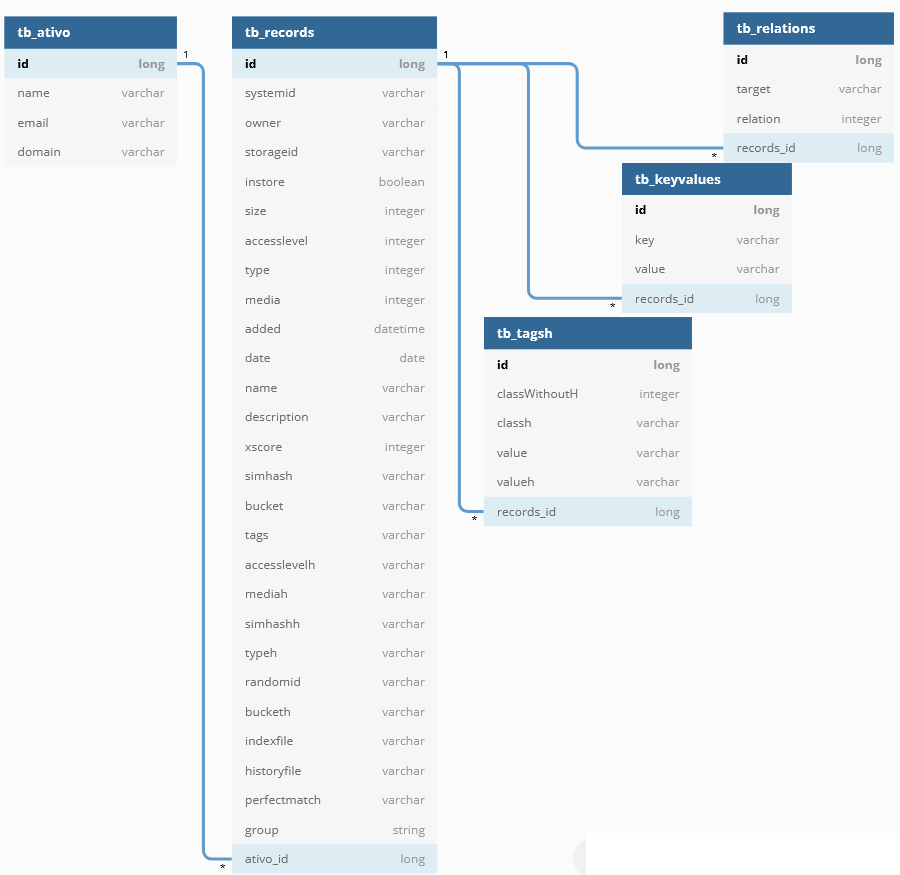 tb_ativo
id long
name varchar
email varchar
domain varchar
1
tb_records
id long
systemid varchar
owner varchar
storageid varchar
instore boolean
size integer
accesslevel integer
type integer
media integer
added datetime
date date
name varchar
description varchar
xscore integer
simhash varchar
bucket varchar
tags varchar
accesslevelh varchar
mediah varchar
simhashh varchar
typeh varchar
randomid varchar
bucketh varchar
indexfile varchar
historyfile varchar
perfectmatch varchar
group string
ativo_id long
*
1
tb_relations
id long
target varchar
relation integer
records_id long
*
tb_keyvalues
id long
key varchar
value varchar
records_id long
*
tb_tagsh
id long
classWithoutH integer
classh varchar
value varchar
valueh varchar
records_id long
*